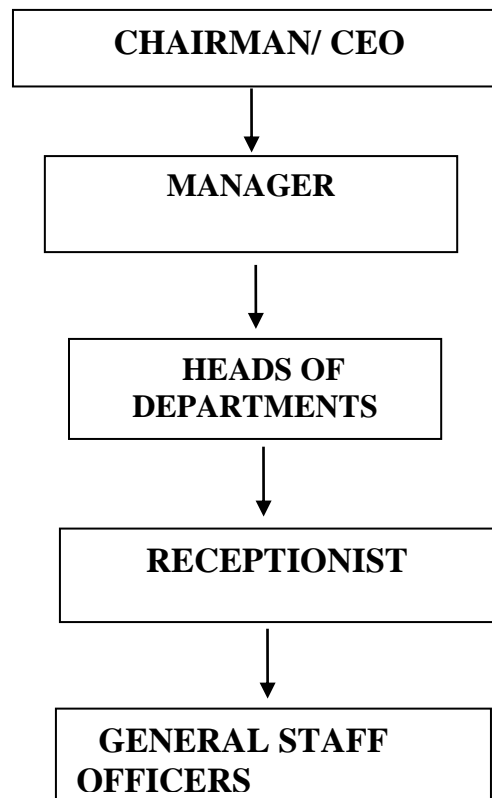 CHAIRMAN/ CEO
MANAGER
HEADS OF
DEPARTMENTS
RECEPTIONIST
GENERAL STAFF
OFFICERS